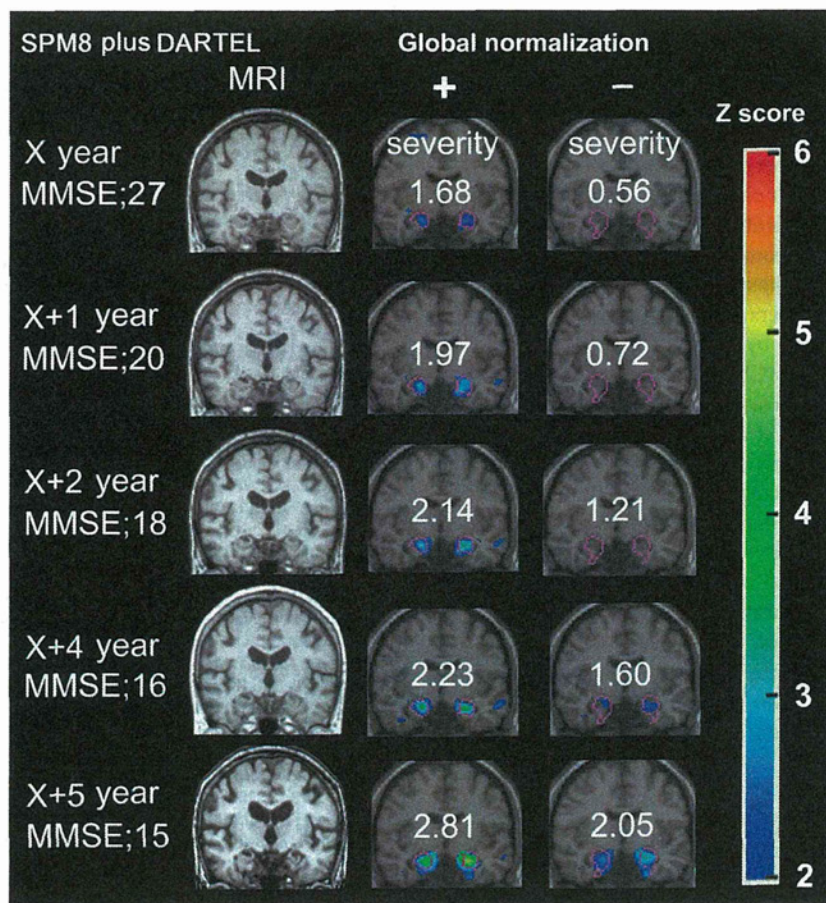 SPM8 plus DARTEL
Global normalization
MRI
+
−
Z score
X year
MMSE;27
severity
1.68
severity
0.56
X+1 year
MMSE;20
1.97
0.72
X+2 year
MMSE;18
2.14
1.21
X+4 year
MMSE;16
2.23
1.60
X+5 year
MMSE;15
2.81
2.05
6
5
4
3
2